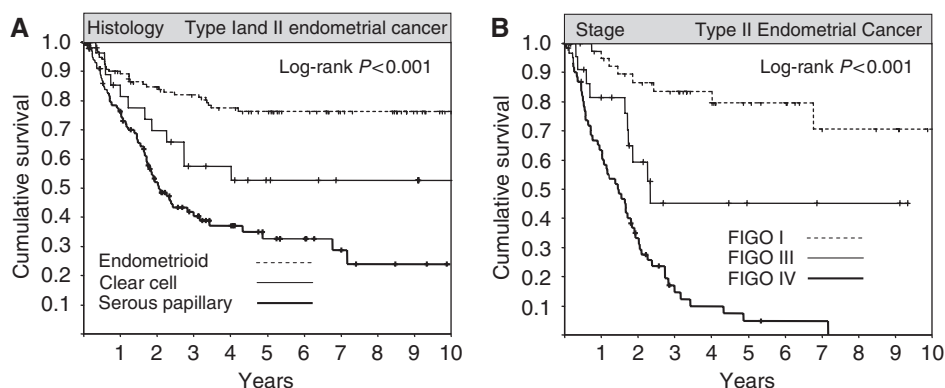 A
Histology Type Iand II endometrial cancer
Log-rank P<0.001
Cumulative survival
1.0
0.9
0.8
0.7
0.6
0.5
0.4
0.3
0.2
0.1
Endometrioid
Clear cell
Serous papillary
1 2 3 4 5 6 7 8 9 10
Years
B
Stage Type II Endometrial Cancer
Log-rank P<0.001
Cumulative survival
1.0
0.9
0.8
0.7
0.6
0.5
0.4
0.3
0.2
0.1
FIGO I
FIGO III
FIGO IV
1 2 3 4 5 6 7 8 9 10
Years